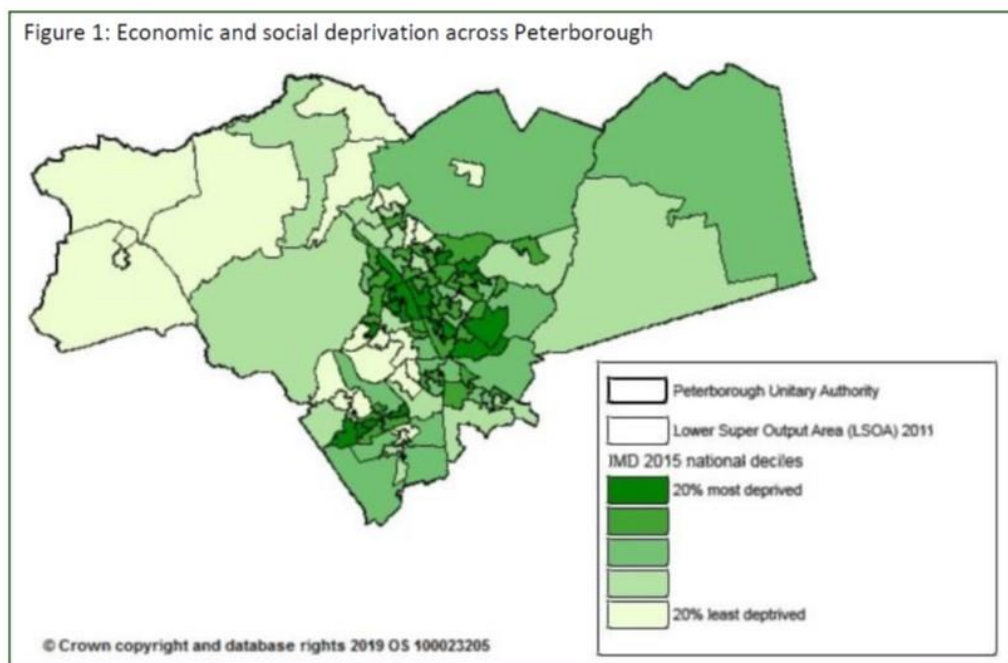 Figure 1: Economic and social deprivation across Peterborough
Peterborough Unitary Authority
Lower Super Output Area (LSOA) 2011
IMD 2015 national deciles
20% most deprived
20% least deptrived
© Crown copyright and database rights 2019 OS 100023205